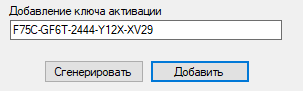 Добавление ключа активации
F75C-GF6T-2444-Y12X-XV29
Сгенерировать
Добавить